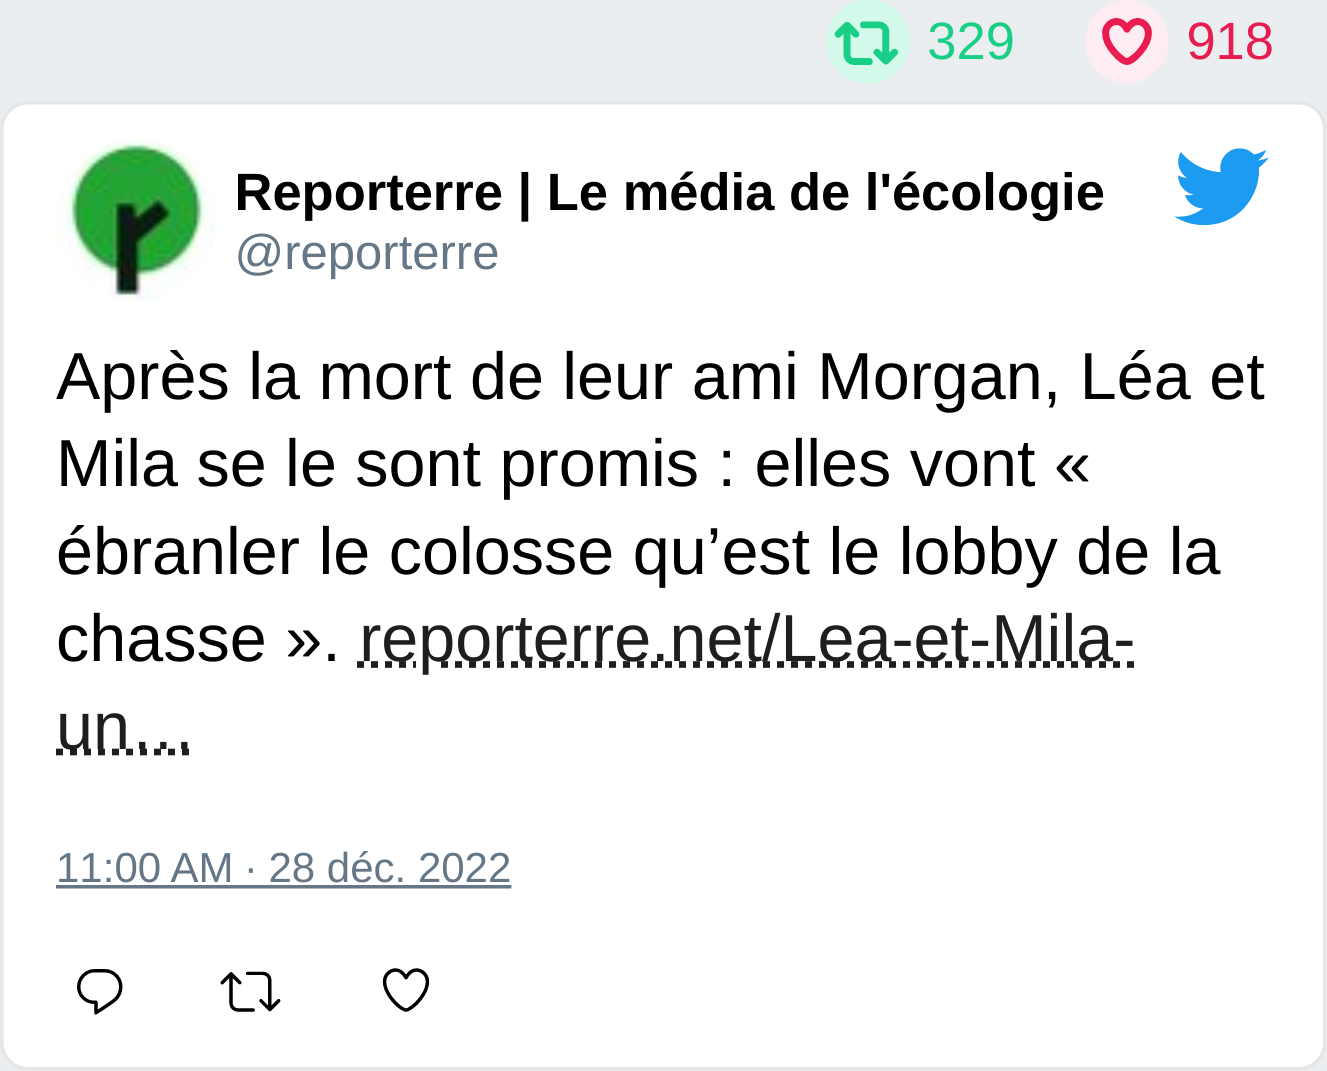 329 918
Reporterre | Le média de l'écologie
@reporterre
Après la mort de leur ami Morgan, Léa et
Mila se le sont promis : elles vont «
ébranler le colosse qu’est le lobby de la
chasse ». reporterre.net/Lea-et-Mila-
un…
11:00 AM · 28 déc. 2022